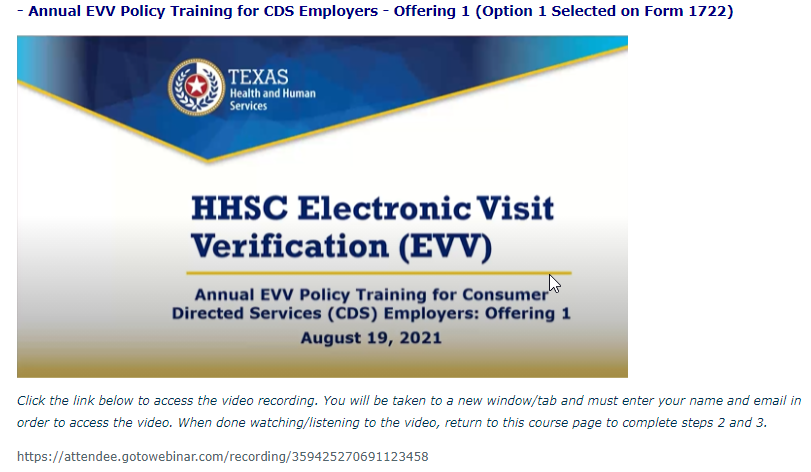 - Annual EVV Policy Training for CDS Employers - Offering 1 (Option 1 Selected on Form 1722)
TEXAS
Health and Human
Services
HHSC Electronic Visit
Verification (EVV)
Annual EVV Policy Training for Consumer
Directed Services (CDS) Employers: Offering 1
August 19, 2021
Click the link below to access the video recording. You will be taken to a new window/tab and must enter your name and email in
order to access the video. When done watching/listening to the video, return to this course page to complete steps 2 and 3.
https://attendee.gotowebinar.com/recording/359425270691123458